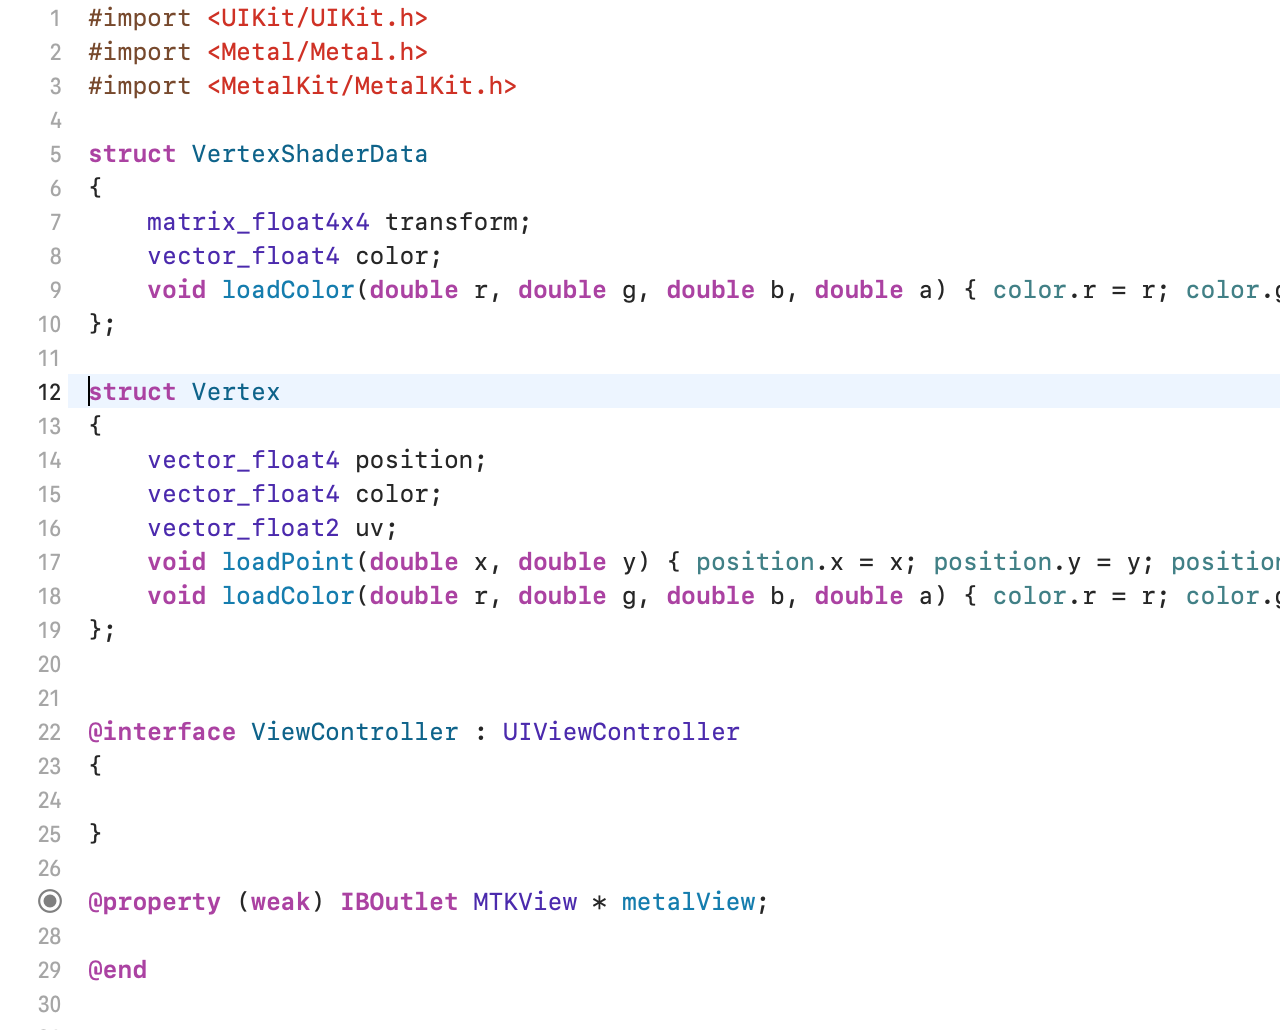 1 #import <UIKit/UIKit.h>
2 #import <Metal/Metal.h>
3 #import <MetalKit/MetalKit.h>
4
5 struct VertexShaderData
6 {
7 matrix_float4x4 transform;
8 vector_float4 color;
9 void loadColor(double r, double g, double b, double a) { color.r = r; color.g
10 };
11
12 struct Vertex
13 {
14 vector_float4 position;
15 vector_float4 color;
16 vector_float2 uv;
17 void loadPoint(double x, double y) { position.x = x; position.y = y; position
18 void loadColor(double r, double g, double b, double a) { color.r = r; color.g
19 };
20
21
22 @interface ViewController : UIViewController
23 {
24
25 }
26
@property (weak) IBOutlet MTKView * metalView;
28
29 @end
30